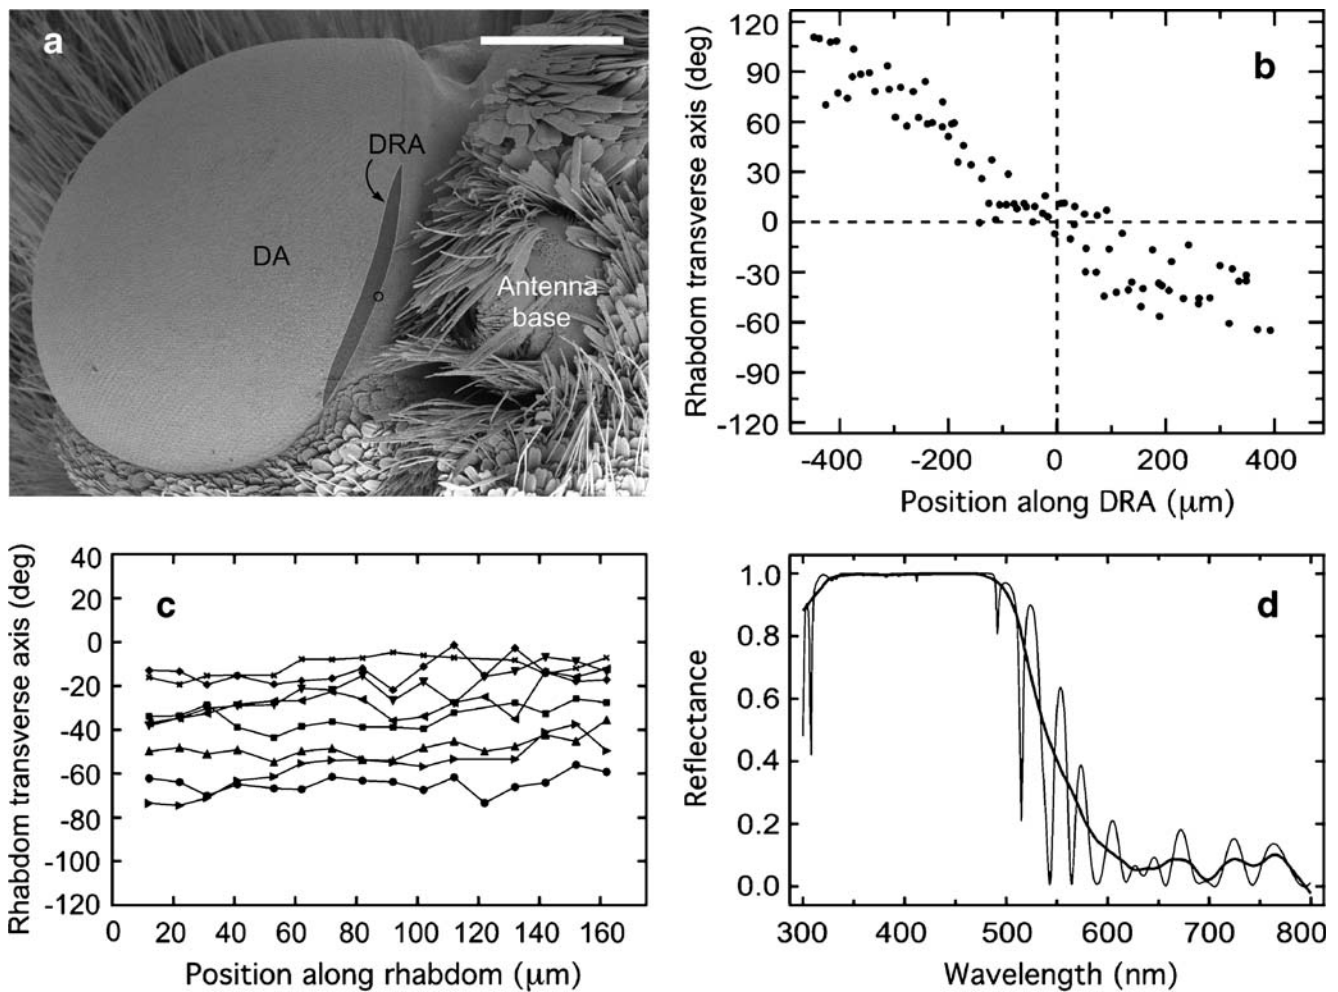 a
DRA
DA
Antenna
base
b
Rhabdom transverse axis (deg)
120
90
60
30
0
-30
-60
-90
-120
-400 -200 0 200 400
Position along DRA (μm)
c
Rhabdom transverse axis (deg)
40
20
0
-20
-40
-60
-80
-100
-120
0 20 40 60 80 100 120 140 160
Position along rhabdom (μm)
d
Reflectance
1.0
0.8
0.6
0.4
0.2
0.0
300 400 500 600 700 800
Wavelength (nm)